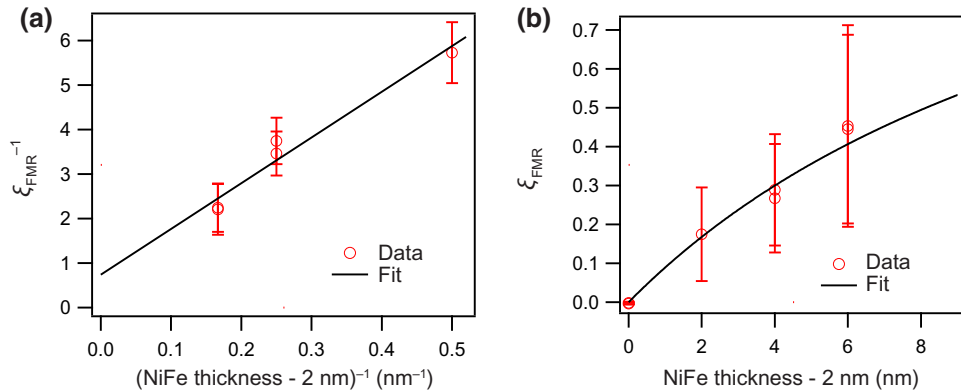 (a)
6
5
4
3
2
1
0
ξFMR⁻¹
0.0 0.1 0.2 0.3 0.4 0.5
(NiFe thickness - 2 nm)⁻¹ (nm⁻¹)
Data
Fit
(b)
0.7
0.6
0.5
0.4
0.3
0.2
0.1
0.0
ξFMR
0 2 4 6 8
NiFe thickness - 2 nm (nm)
Data
Fit